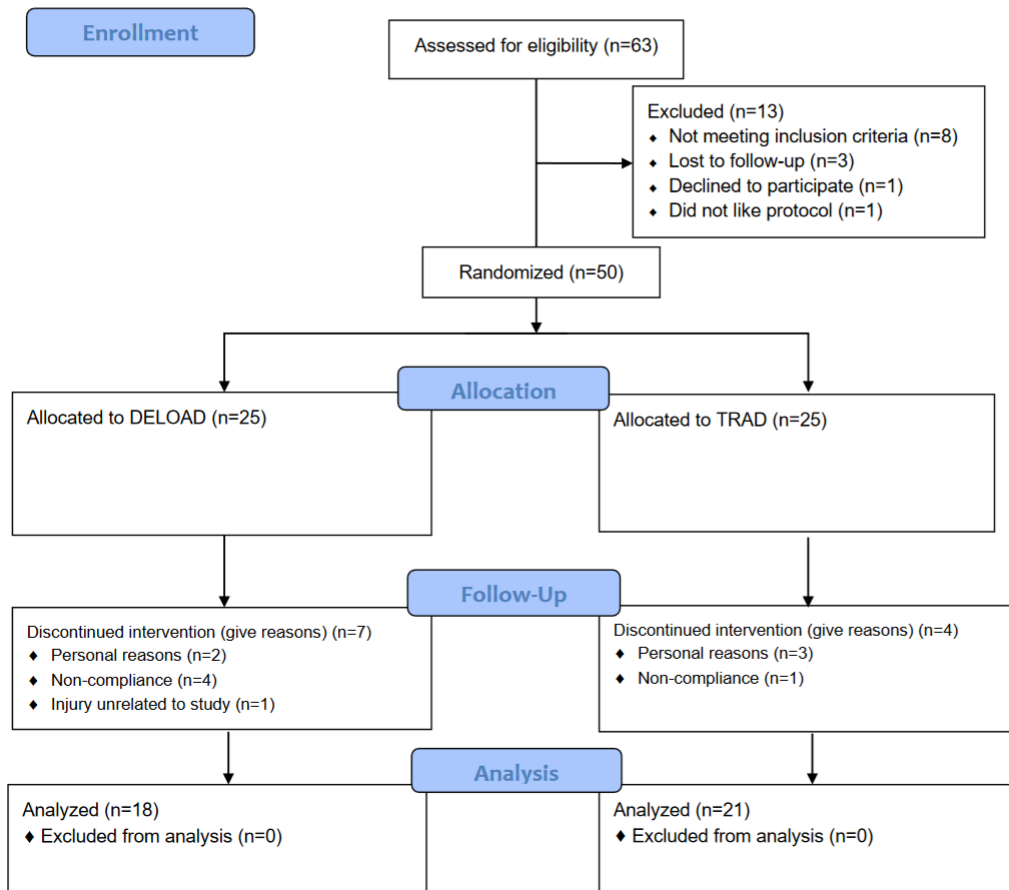 Enrollment
Assessed for eligibility (n=63)
Excluded (n=13)
⬥ Not meeting inclusion criteria (n=8)
⬥ Lost to follow-up (n=3)
⬥ Declined to participate (n=1)
⬥ Did not like protocol (n=1)
Randomized (n=50)
Allocation
Allocated to DELOAD (n=25)
Allocated to TRAD (n=25)
Follow-Up
Discontinued intervention (give reasons) (n=7)
♦ Personal reasons (n=2)
♦ Non-compliance (n=4)
♦ Injury unrelated to study (n=1)
Discontinued intervention (give reasons) (n=4)
♦ Personal reasons (n=3)
♦ Non-compliance (n=1)
Analysis
Analyzed (n=18)
♦ Excluded from analysis (n=0)
Analyzed (n=21)
♦ Excluded from analysis (n=0)